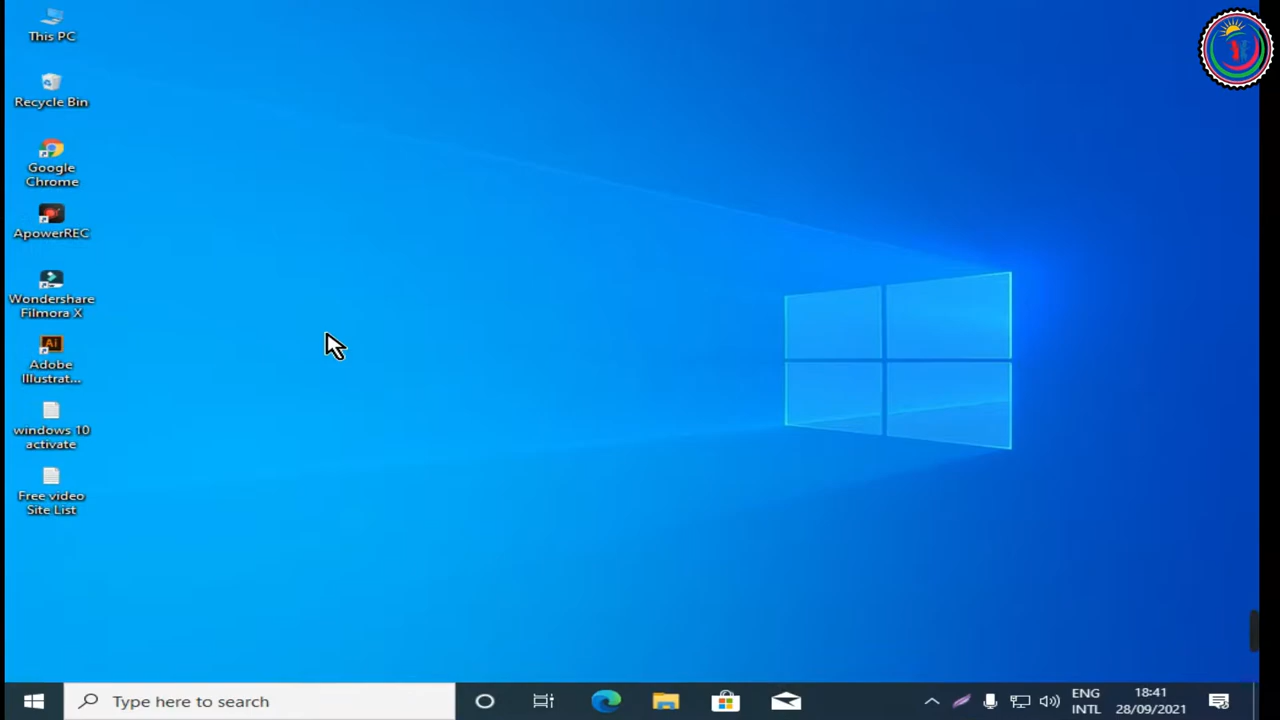 This PC
Recycle Bin
Google
Chrome
ApowerREC
Wondershare
Filmora X
Ai
Adobe
Illustrat...
windows 10
activate
Free video
Site List
Type here to search
ENG
INTL
18:41
28/09/2021